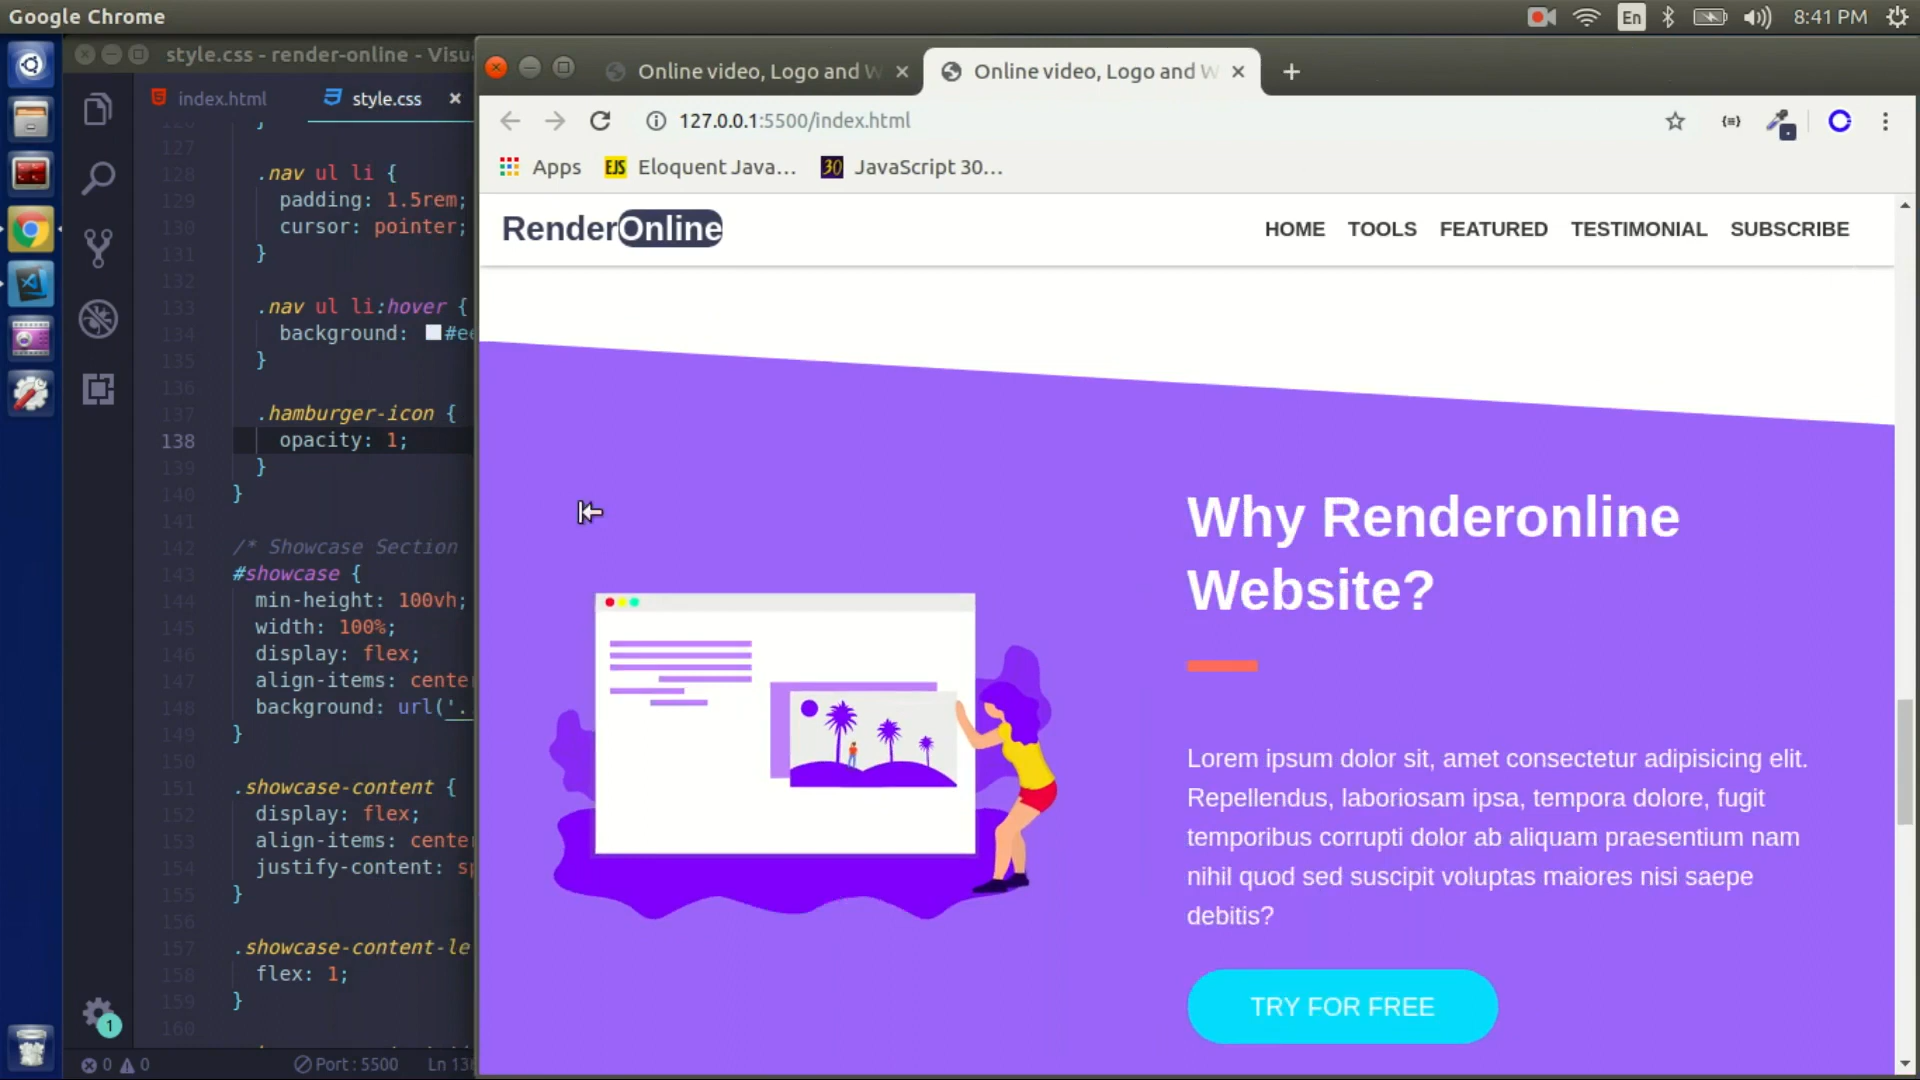 Google Chrome
En
8:41 PM
style.css - render-online - Visu
Online video, Logo and W
Online video, Logo and W
index.html
style.css
127.0.0.1:5500/index.html
Apps
EJS Eloquent Java...
30 JavaScript 30...
126 }
127
128 .nav ul li {
129 padding: 1.5rem;
130 cursor: pointer;
131 }
132
133 .nav ul li:hover {
134 background: #ee
135 }
136
137 .hamburger-icon {
138 opacity: 1;
139 }
140 }
141
142 /* Showcase Section
143 #showcase {
144 min-height: 100vh;
145 width: 100%;
146 display: flex;
147 align-items: cente
148 background: url('..
149 }
150
151 .showcase-content {
152 display: flex;
153 align-items: cente
154 justify-content: sp
155 }
156
157 .showcase-content-le
158 flex: 1;
159 }
160
1
0 0
Port : 5500
Ln 138
RenderOnline
HOME TOOLS FEATURED TESTIMONIAL SUBSCRIBE
Why Renderonline
Website?
Lorem ipsum dolor sit, amet consectetur adipisicing elit.
Repellendus, laboriosam ipsa, tempora dolore, fugit
temporibus corrupti dolor ab aliquam praesentium nam
nihil quod sed suscipit voluptas maiores nisi saepe
debitis?
TRY FOR FREE